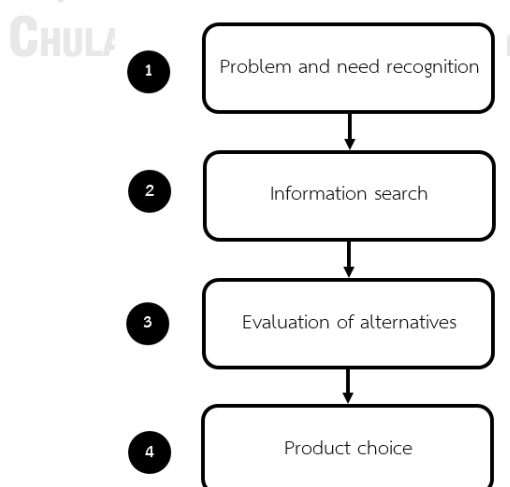 1 Problem and need recognition
2 Information search
3 Evaluation of alternatives
4 Product choice